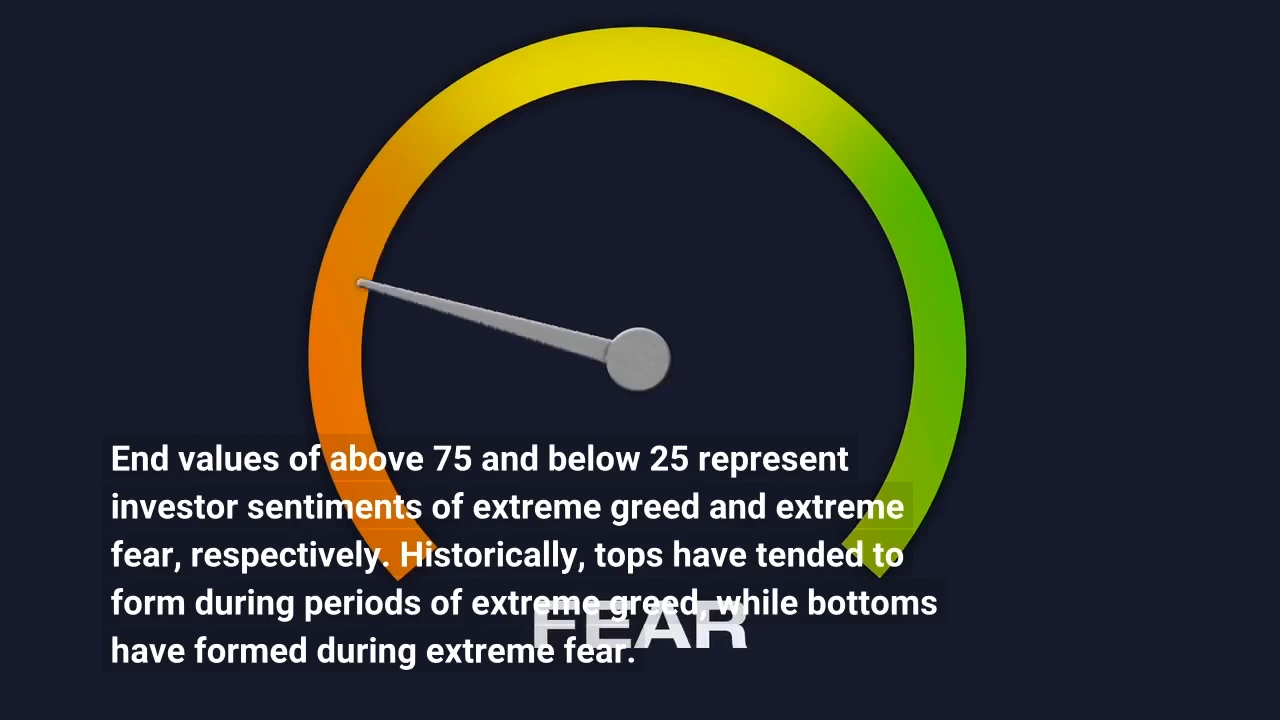 End values of above 75 and below 25 represent
investor sentiments of extreme greed and extreme
fear, respectively. Historically, tops have tended to
form during periods of extreme greed, while bottoms
have formed during extreme fear.
FEAR